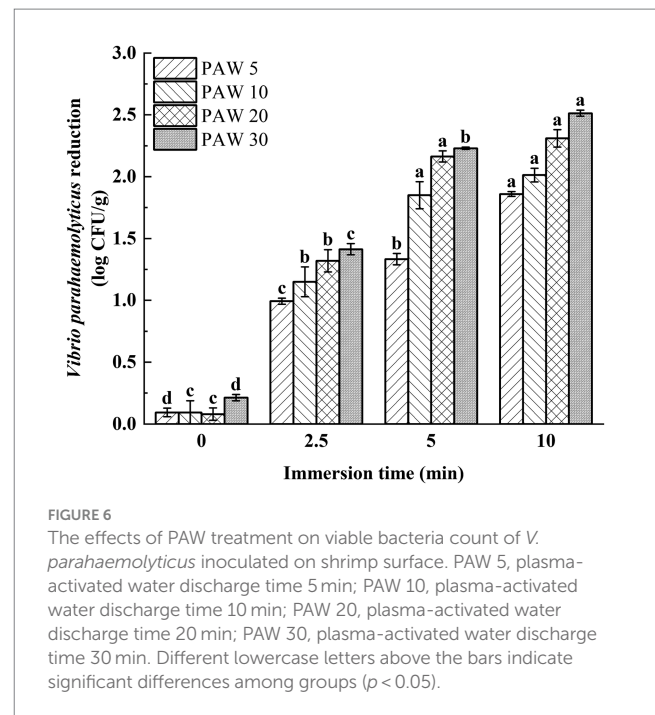 3.0
2.5
2.0
1.5
1.0
0.5
0.0
Vibrio parahaemolyticus reduction
(log CFU/g)
PAW 5
PAW 10
PAW 20
PAW 30
d c c d
c b b c
b a a b
a a a a
0 2.5 5 10
Immersion time (min)
FIGURE 6
The effects of PAW treatment on viable bacteria count of V.
parahaemolyticus inoculated on shrimp surface. PAW 5, plasma-
activated water discharge time 5 min; PAW 10, plasma-activated
water discharge time 10 min; PAW 20, plasma-activated water
discharge time 20 min; PAW 30, plasma-activated water discharge
time 30 min. Different lowercase letters above the bars indicate
significant differences among groups (p < 0.05).